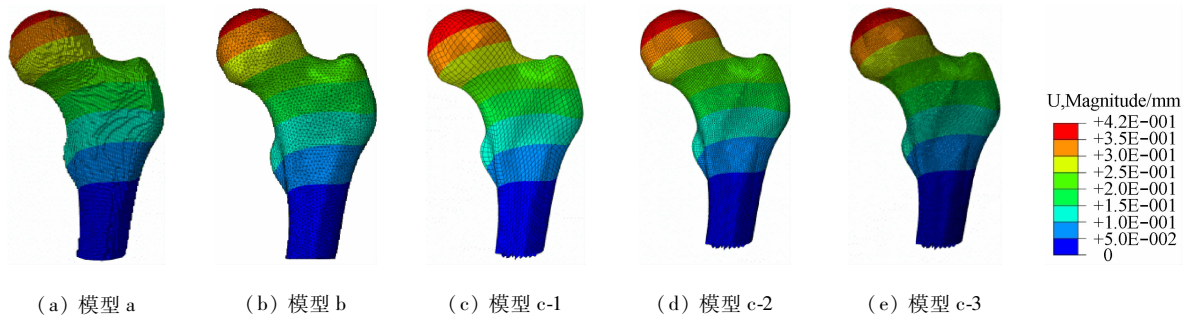 U,Magnitude/mm
+4.2E-001
+3.5E-001
+3.0E-001
+2.5E-001
+2.0E-001
+1.5E-001
+1.0E-001
+5.0E-002
0
(a) 模型 a
(b) 模型 b
(c) 模型 c-1
(d) 模型 c-2
(e) 模型 c-3